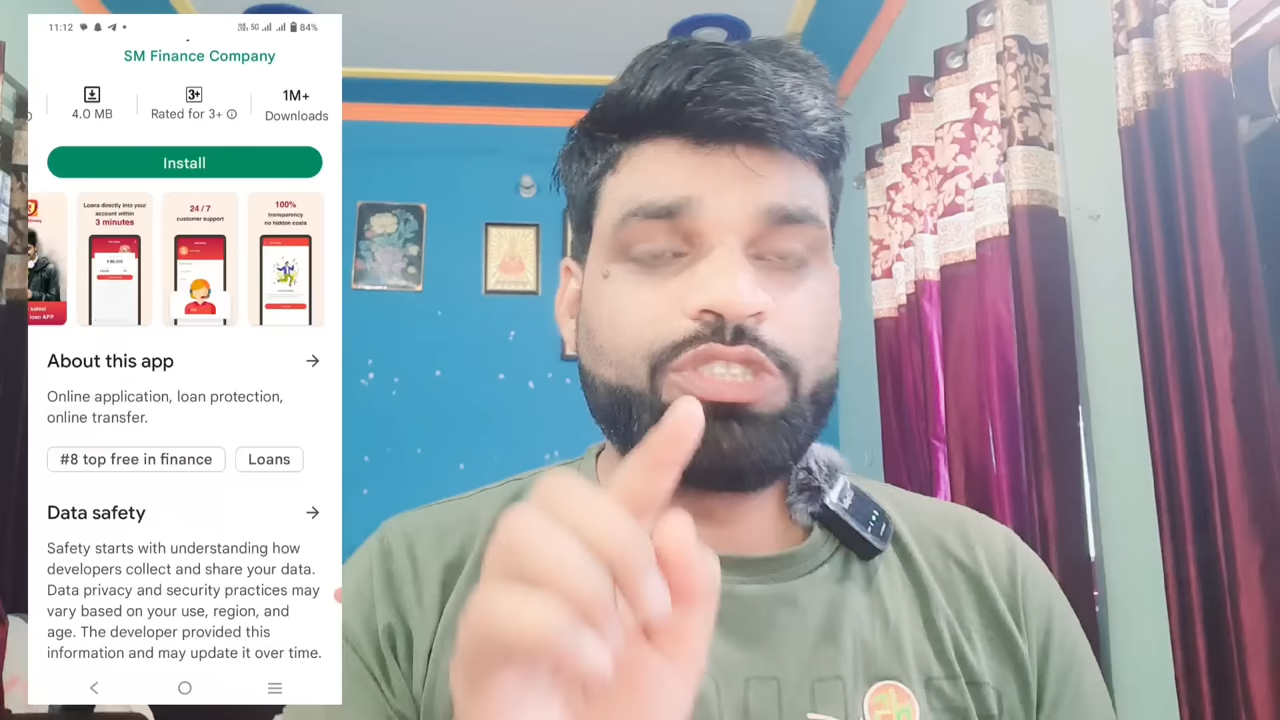 11:12
5G
84%
SM Finance Company
4.0 MB
3+
Rated for 3+
1M+
Downloads
Install
Loans directly into your
account within
3 minutes
24 / 7
customer support
100%
transparency
no hidden costs
loan APP
About this app
Online application, loan protection,
online transfer.
#8 top free in finance
Loans
Data safety
Safety starts with understanding how
developers collect and share your data.
Data privacy and security practices may
vary based on your use, region, and
age. The developer provided this
information and may update it over time.